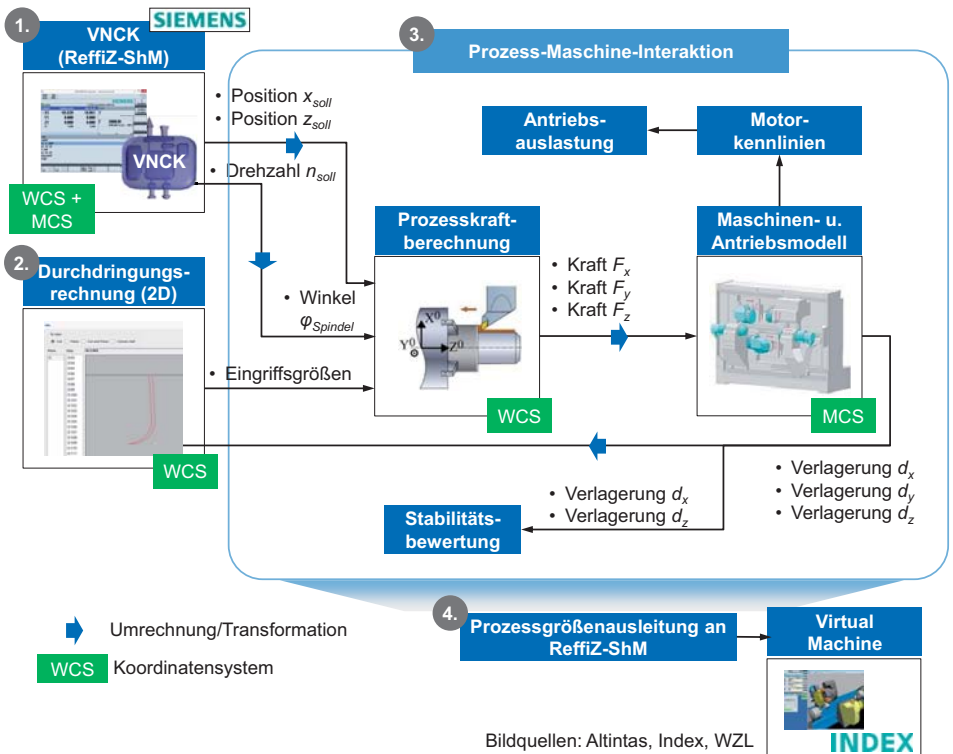 1.
SIEMENS
VNCK
(ReffiZ-ShM)
SIEMENS
VNCK
WCS +
MCS
• Position x_soll
• Position z_soll
• Drehzahl n_soll
2.
Durchdringungs-
rechnung (2D)
WCS
• Winkel
φ_Spindel
• Eingriffsgrößen
3.
Prozess-Maschine-Interaktion
Antriebs-
auslastung
Motor-
kennlinien
Prozesskraft-
berechnung
X⁰
Y⁰
Z⁰
WCS
• Kraft F_x
• Kraft F_y
• Kraft F_z
Maschinen- u.
Antriebsmodell
MCS
• Verlagerung d_x
• Verlagerung d_y
• Verlagerung d_z
• Verlagerung d_x
• Verlagerung d_z
Stabilitäts-
bewertung
4.
Prozessgrößenausleitung an
ReffiZ-ShM
Virtual
Machine
INDEX
Umrechnung/Transformation
WCS
Koordinatensystem
Bildquellen: Altintas, Index, WZL